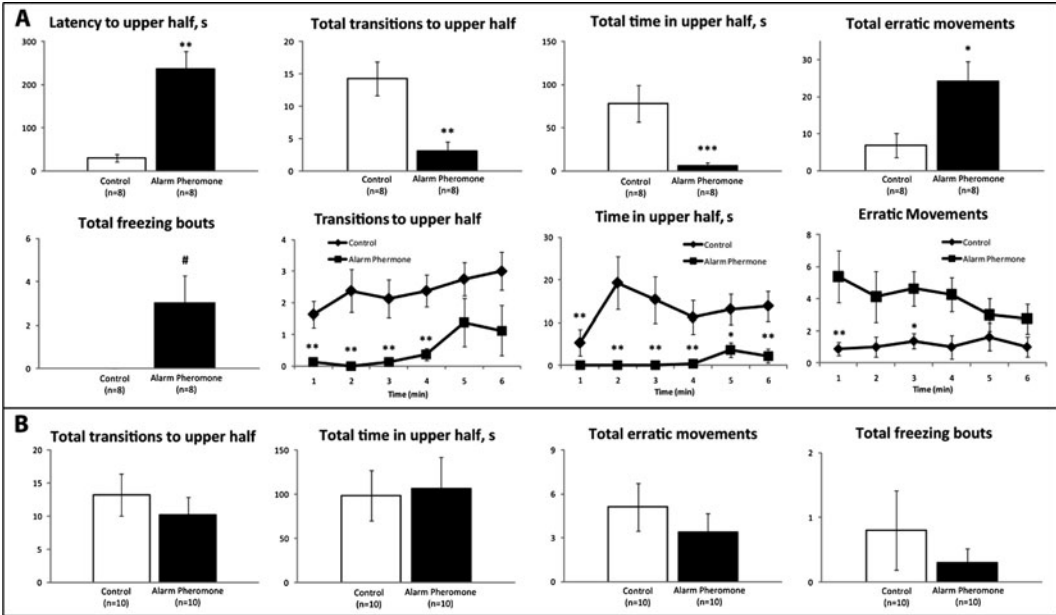 A
Latency to upper half, s
300
200
100
0
**
Control
(n=8)
Alarm Pheromone
(n=8)
Total transitions to upper half
20
15
10
5
0
**
Control
(n=8)
Alarm Pheromone
(n=8)
Total time in upper half, s
150
100
50
0
***
Control
(n=8)
Alarm Pheromone
(n=8)
Total erratic movements
30
20
10
0
*
Control
(n=8)
Alarm Pheromone
(n=8)
Total freezing bouts
6
4
2
0
#
Control
(n=8)
Alarm Pheromone
(n=8)
Transitions to upper half
4
3
2
1
0
Control
Alarm Phermone
** ** ** **
1 2 3 4 5 6
Time (min)
Time in upper half, s
30
20
10
0
Control
Alarm Phermone
** ** ** ** * **
1 2 3 4 5 6
Time (min)
Erratic Movements
8
6
4
2
0
Control
Alarm Phermone
** *
1 2 3 4 5 6
Time (min)
B
Total transitions to upper half
20
15
10
5
0
Control
(n=10)
Alarm Pheromone
(n=10)
Total time in upper half, s
150
100
50
0
Control
(n=10)
Alarm Pheromone
(n=10)
Total erratic movements
9
6
3
0
Control
(n=10)
Alarm Pheromone
(n=10)
Total freezing bouts
2
1
0
Control
(n=10)
Alarm Pheromone
(n=10)